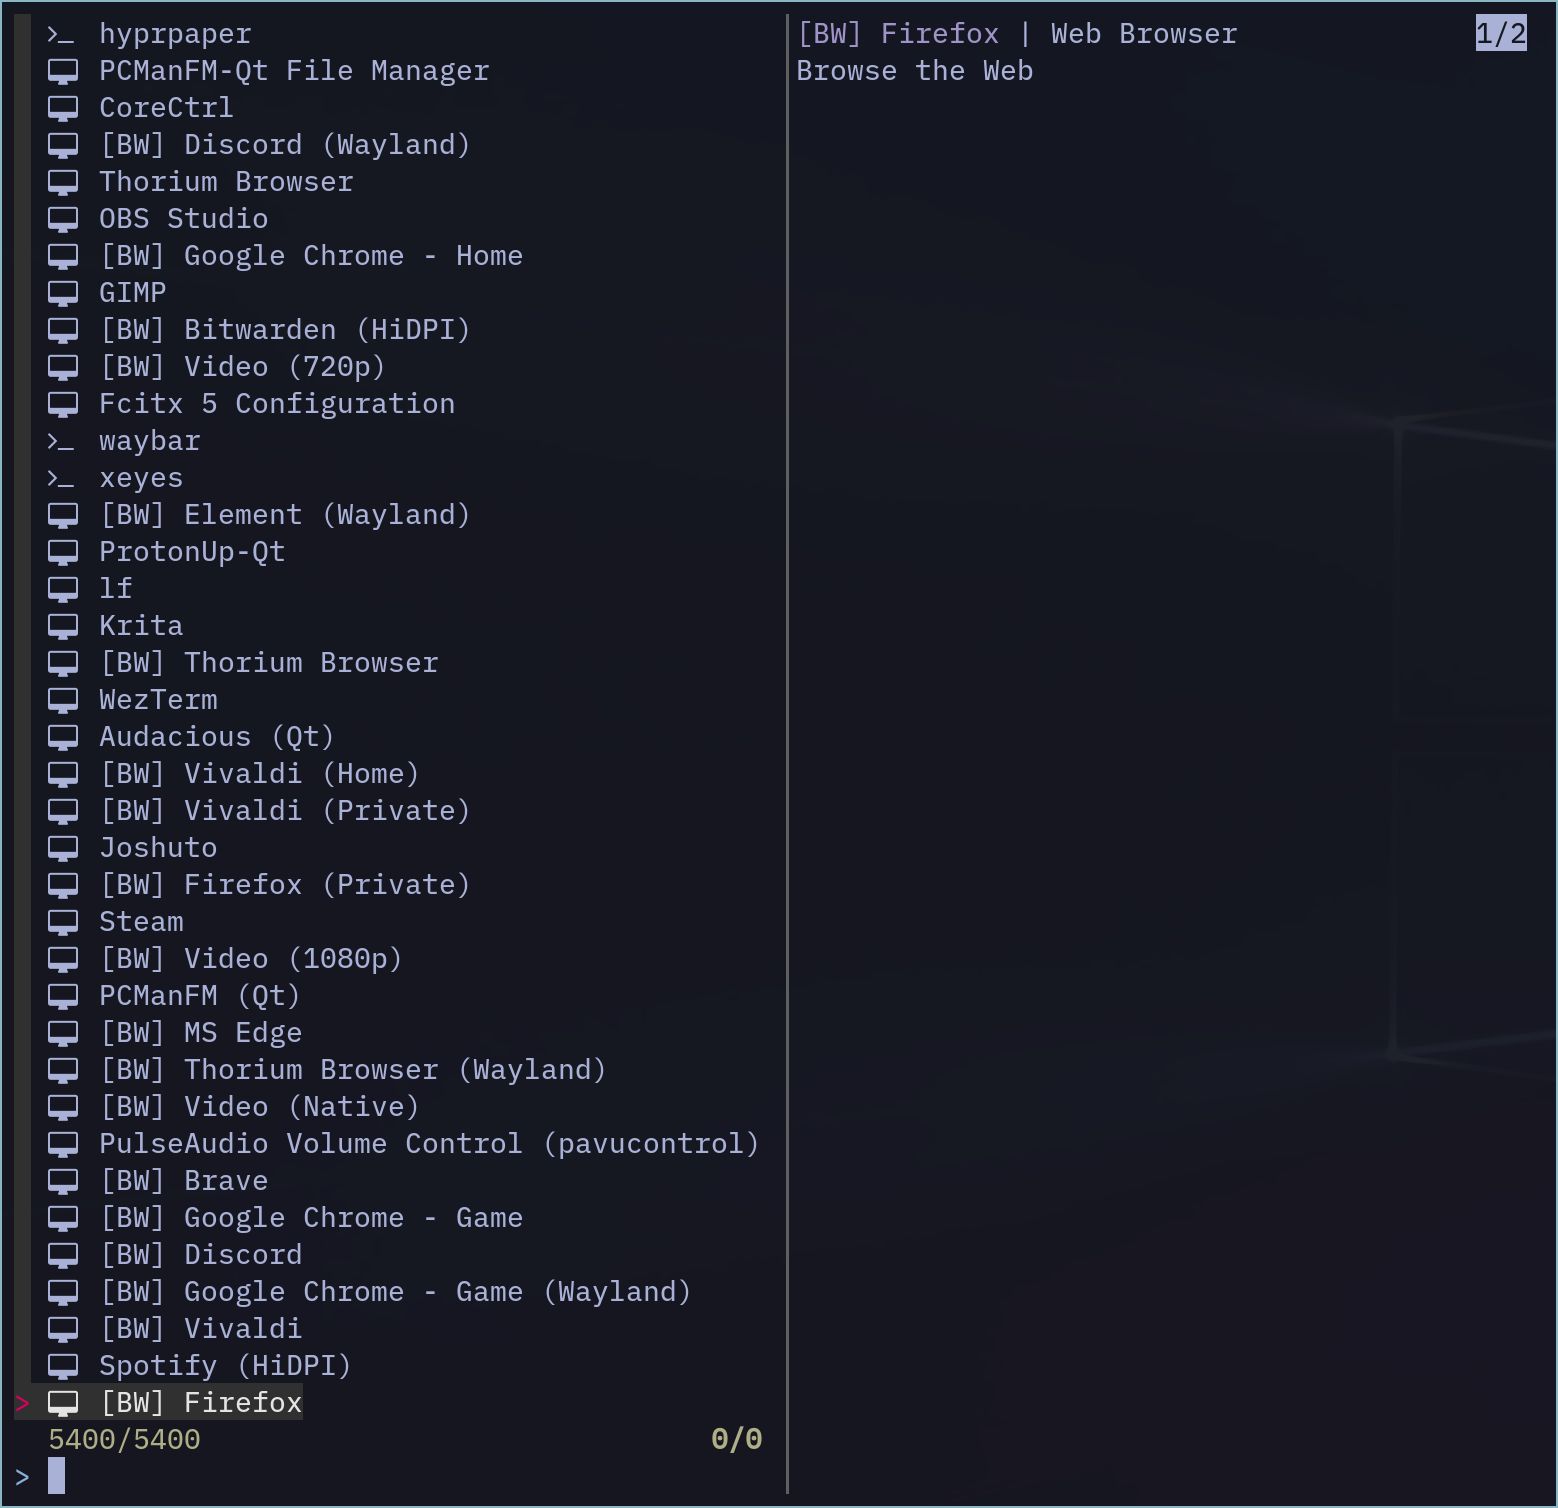 >_ hyprpaper
PCManFM-Qt File Manager
CoreCtrl
[BW] Discord (Wayland)
Thorium Browser
OBS Studio
[BW] Google Chrome - Home
GIMP
[BW] Bitwarden (HiDPI)
[BW] Video (720p)
Fcitx 5 Configuration
>_ waybar
>_ xeyes
[BW] Element (Wayland)
ProtonUp-Qt
lf
Krita
[BW] Thorium Browser
WezTerm
Audacious (Qt)
[BW] Vivaldi (Home)
[BW] Vivaldi (Private)
Joshuto
[BW] Firefox (Private)
Steam
[BW] Video (1080p)
PCManFM (Qt)
[BW] MS Edge
[BW] Thorium Browser (Wayland)
[BW] Video (Native)
PulseAudio Volume Control (pavucontrol)
[BW] Brave
[BW] Google Chrome - Game
[BW] Discord
[BW] Google Chrome - Game (Wayland)
[BW] Vivaldi
Spotify (HiDPI)
> [BW] Firefox
5400/5400 0/0
>
[BW] Firefox | Web Browser 1/2
Browse the Web